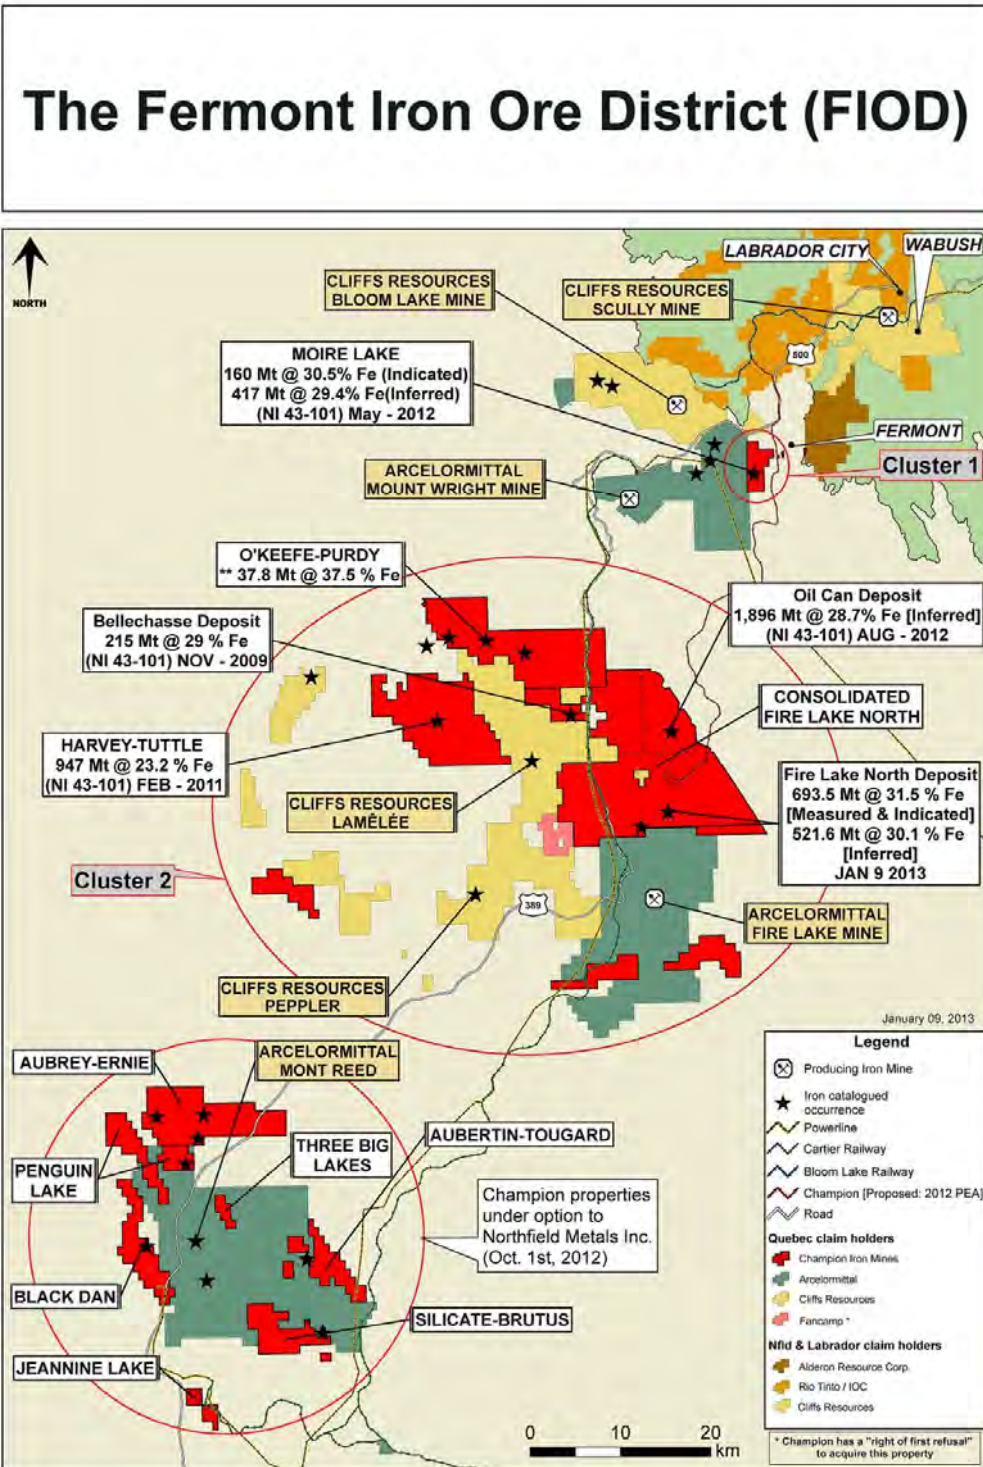 The Fermont Iron Ore District (FIOD)
NORTH
CLIFFS RESOURCES
BLOOM LAKE MINE
CLIFFS RESOURCES
SCULLY MINE
LABRADOR CITY
WABUSH
MOIRE LAKE
160 Mt @ 30.5% Fe (Indicated)
417 Mt @ 29.4% Fe(Inferred)
(NI 43-101) May - 2012
500
FERMONT
Cluster 1
ARCELORMITTAL
MOUNT WRIGHT MINE
O'KEEFE-PURDY
** 37.8 Mt @ 37.5 % Fe
Bellechasse Deposit
215 Mt @ 29 % Fe
(NI 43-101) NOV - 2009
Oil Can Deposit
1,896 Mt @ 28.7% Fe [Inferred]
(NI 43-101) AUG - 2012
CONSOLIDATED
FIRE LAKE NORTH
HARVEY-TUTTLE
947 Mt @ 23.2 % Fe
(NI 43-101) FEB - 2011
CLIFFS RESOURCES
LAMÊLÉE
Fire Lake North Deposit
693.5 Mt @ 31.5 % Fe
[Measured & Indicated]
521.6 Mt @ 30.1 % Fe
[Inferred]
JAN 9 2013
Cluster 2
389
ARCELORMITTAL
FIRE LAKE MINE
CLIFFS RESOURCES
PEPPLER
January 09, 2013
AUBREY-ERNIE
ARCELORMITTAL
MONT REED
PENGUIN
LAKE
THREE BIG
LAKES
AUBERTIN-TOUGARD
Champion properties
under option to
Northfield Metals Inc.
(Oct. 1st, 2012)
BLACK DAN
SILICATE-BRUTUS
JEANNINE LAKE
Legend
Producing Iron Mine
Iron catalogued
occurrence
Powerline
Cartier Railway
Bloom Lake Railway
Champion [Proposed: 2012 PEA]
Road
Quebec claim holders
Champion Iron Mines
Arcelormittal
Cliffs Resources
Fancamp *
Nfld & Labrador claim holders
Alderon Resource Corp.
Rio Tinto / IOC
Cliffs Resources
* Champion has a "right of first refusal"
to acquire this property
0 10 20
km